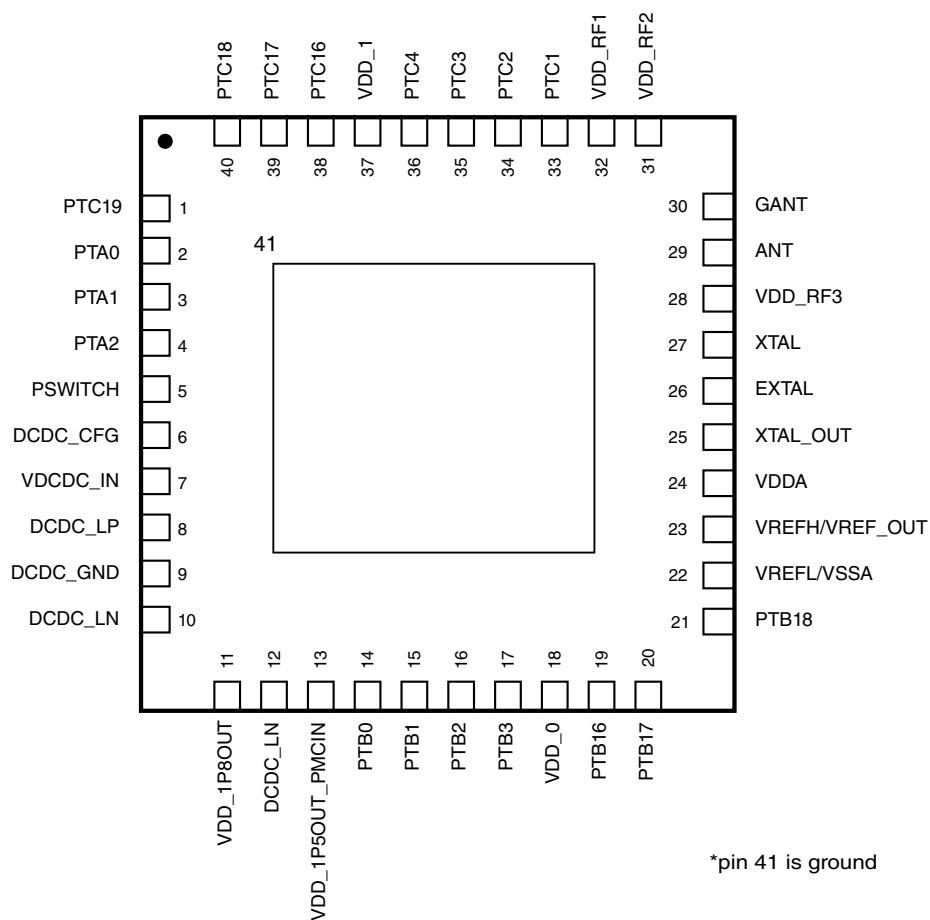 PTC18
PTC17
PTC16
VDD_1
PTC4
PTC3
PTC2
PTC1
VDD_RF1
VDD_RF2
40
39
38
37
36
35
34
33
32
31
PTC19 1
PTA0 2
PTA1 3
PTA2 4
PSWITCH 5
DCDC_CFG 6
VDCDC_IN 7
DCDC_LP 8
DCDC_GND 9
DCDC_LN 10
41
30 GANT
29 ANT
28 VDD_RF3
27 XTAL
26 EXTAL
25 XTAL_OUT
24 VDDA
23 VREFH/VREF_OUT
22 VREFL/VSSA
21 PTB18
11
12
13
14
15
16
17
18
19
20
VDD_1P8OUT
DCDC_LN
VDD_1P5OUT_PMCIN
PTB0
PTB1
PTB2
PTB3
VDD_0
PTB16
PTB17
*pin 41 is ground